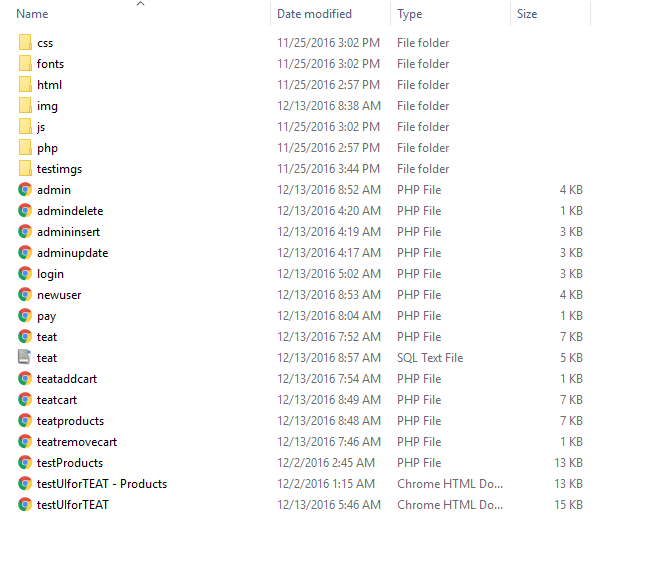 Name Date modified Type Size
css 11/25/2016 3:02 PM File folder
fonts 11/25/2016 3:02 PM File folder
html 11/25/2016 2:57 PM File folder
img 12/13/2016 8:38 AM File folder
js 11/25/2016 3:02 PM File folder
php 11/25/2016 2:57 PM File folder
testimgs 11/25/2016 3:44 PM File folder
admin 12/13/2016 8:52 AM PHP File 4 KB
admindelete 12/13/2016 4:20 AM PHP File 1 KB
admininsert 12/13/2016 4:19 AM PHP File 3 KB
adminupdate 12/13/2016 4:17 AM PHP File 3 KB
login 12/13/2016 5:02 AM PHP File 3 KB
newuser 12/13/2016 8:53 AM PHP File 4 KB
pay 12/13/2016 8:04 AM PHP File 1 KB
teat 12/13/2016 7:52 AM PHP File 7 KB
teat 12/13/2016 8:57 AM SQL Text File 5 KB
teataddcart 12/13/2016 7:54 AM PHP File 1 KB
teatcart 12/13/2016 8:49 AM PHP File 7 KB
teatproducts 12/13/2016 8:48 AM PHP File 7 KB
teatremovecart 12/13/2016 7:46 AM PHP File 1 KB
testProducts 12/2/2016 2:45 AM PHP File 13 KB
testUIforTEAT - Products 12/2/2016 1:15 AM Chrome HTML Do... 13 KB
testUIforTEAT 12/13/2016 5:46 AM Chrome HTML Do... 15 KB